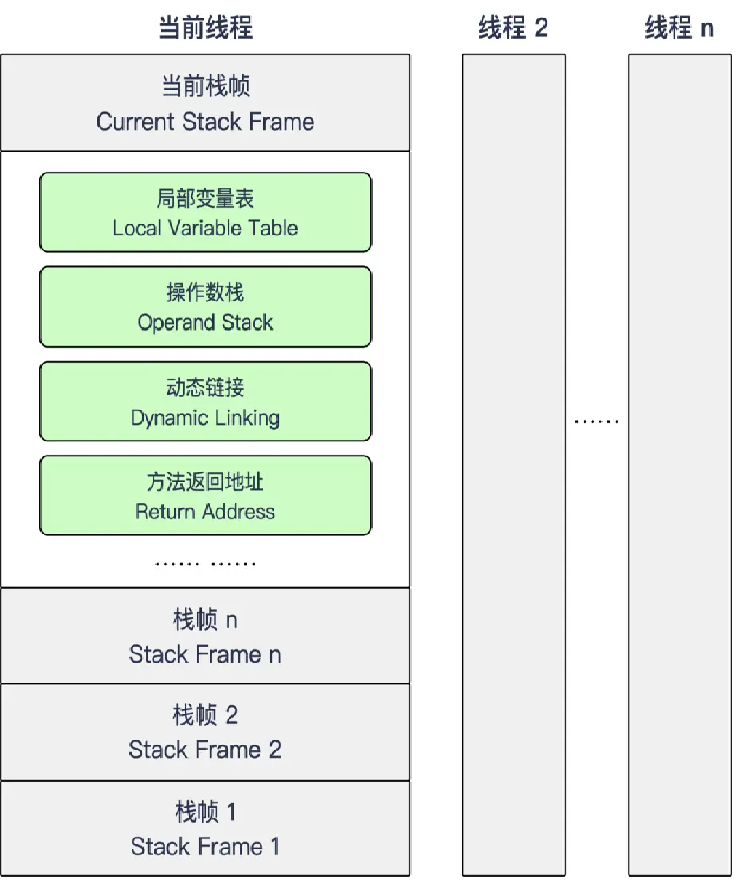 当前线程
线程 2
线程 n
当前栈帧
Current Stack Frame
局部变量表
Local Variable Table
操作数栈
Operand Stack
动态链接
Dynamic Linking
方法返回地址
Return Address
…… ……
……
栈帧 n
Stack Frame n
栈帧 2
Stack Frame 2
栈帧 1
Stack Frame 1